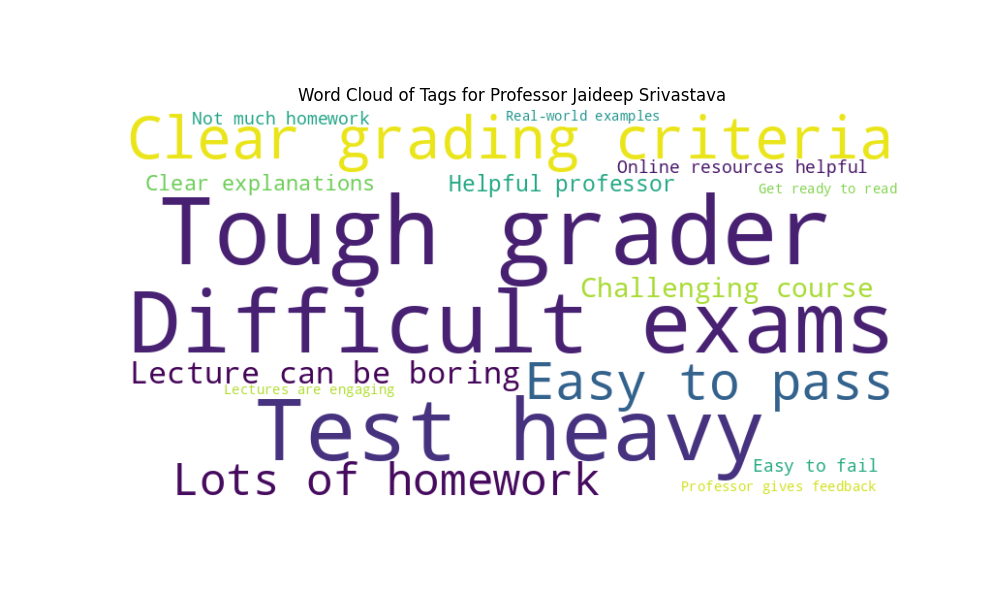 Word Cloud of Tags for Professor Jaideep Srivastava
Not much homework
Real-world examples
Clear grading criteria
Online resources helpful
Clear explanations
Helpful professor
Get ready to read
Tough grader
Challenging course
Difficult exams
Lecture can be boring
Easy to pass
Lectures are engaging
Test heavy
Easy to fail
Lots of homework
Professor gives feedback